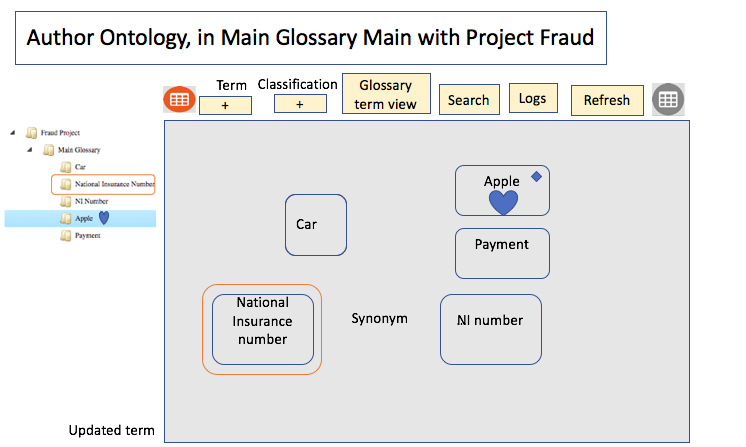 Author Ontology, in Main Glossary Main with Project Fraud
Term
+
Classification
+
Glossary
term view
Search
Logs
Refresh
Fraud Project
Main Glossary
Car
National Insurance Number
NI Number
Apple
Payment
Apple
Car
Payment
National
Insurance
number
Synonym
NI number
Updated term